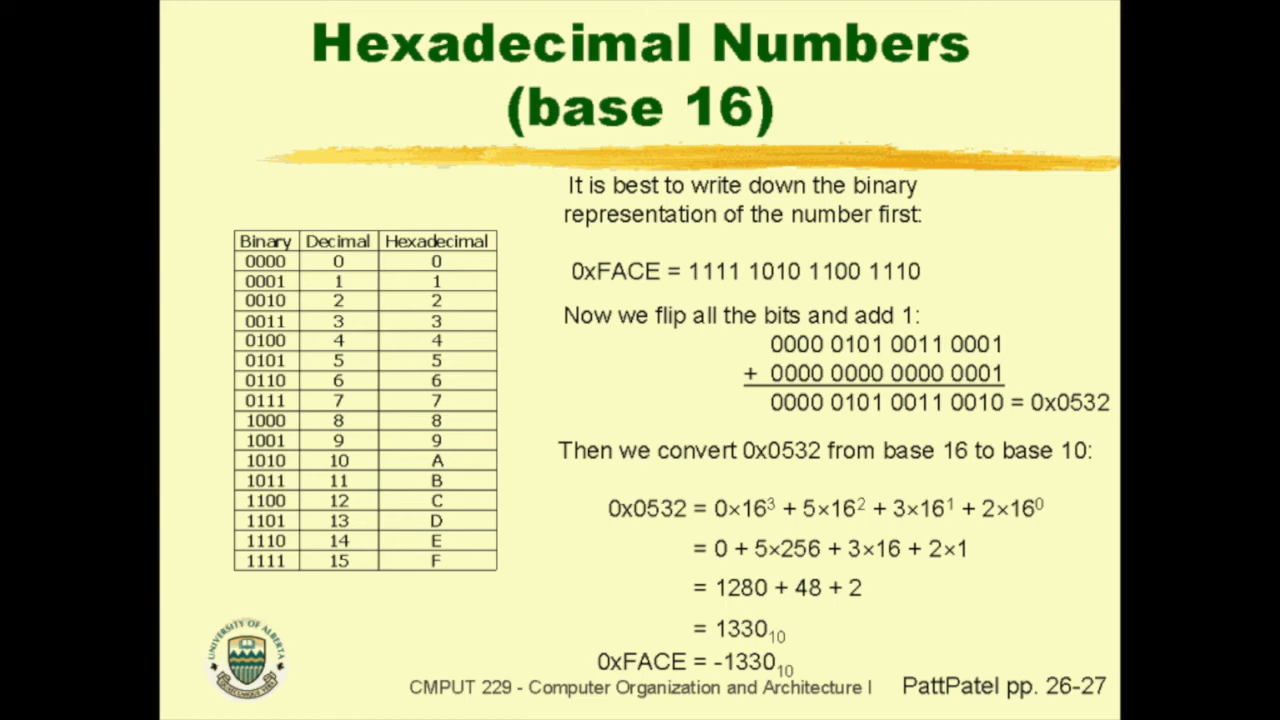 Hexadecimal Numbers
(base 16)
It is best to write down the binary
representation of the number first:
Binary Decimal Hexadecimal
0000 0 0
0001 1 1
0010 2 2
0011 3 3
0100 4 4
0101 5 5
0110 6 6
0111 7 7
1000 8 8
1001 9 9
1010 10 A
1011 11 B
1100 12 C
1101 13 D
1110 14 E
1111 15 F
0xFACE = 1111 1010 1100 1110
Now we flip all the bits and add 1:
0000 0101 0011 0001
+ 0000 0000 0000 0001
0000 0101 0011 0010 = 0x0532
Then we convert 0x0532 from base 16 to base 10:
0x0532 = 0×16³ + 5×16² + 3×16¹ + 2×16⁰
= 0 + 5×256 + 3×16 + 2×1
= 1280 + 48 + 2
= 1330₁₀
0xFACE = -1330₁₀
UNIVERSITY OF ALBERTA
CMPUT 229 - Computer Organization and Architecture I
PattPatel pp. 26-27